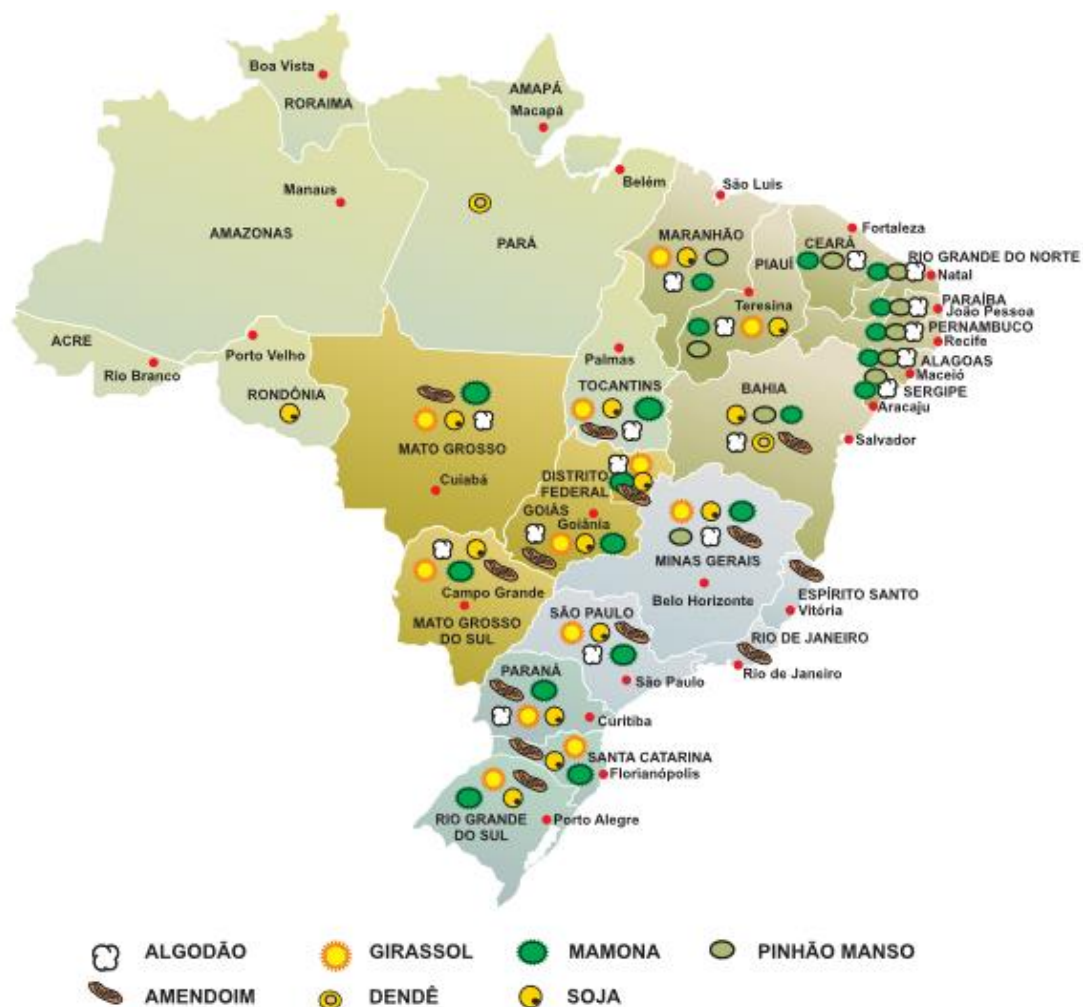 Boa Vista
RORAIMA
AMAPÁ
Macapá
Manaus
Belém
São Luis
AMAZONAS
PARÁ
MARANHÃO
Fortaleza
CEARÁ
PIAUÍ
RIO GRANDE DO NORTE
Natal
Teresina
PARAÍBA
João Pessoa
PERNAMBUCO
Recife
ACRE
Porto Velho
Rio Branco
Palmas
ALAGOAS
Maceió
RONDÔNIA
TOCANTINS
BAHIA
SERGIPE
Aracaju
MATO GROSSO
Salvador
Cuiabá
DISTRITO
FEDERAL
GOIÁS
Goiânia
MINAS GERAIS
Campo Grande
Belo Horizonte
ESPÍRITO SANTO
Vitória
MATO GROSSO
DO SUL
SÃO PAULO
RIO DE JANEIRO
Rio de Janeiro
PARANÁ
São Paulo
Curitiba
SANTA CATARINA
Florianópolis
RIO GRANDE
DO SUL
Porto Alegre
ALGODÃO GIRASSOL MAMONA PINHÃO MANSO
AMENDOIM DENDÊ SOJA